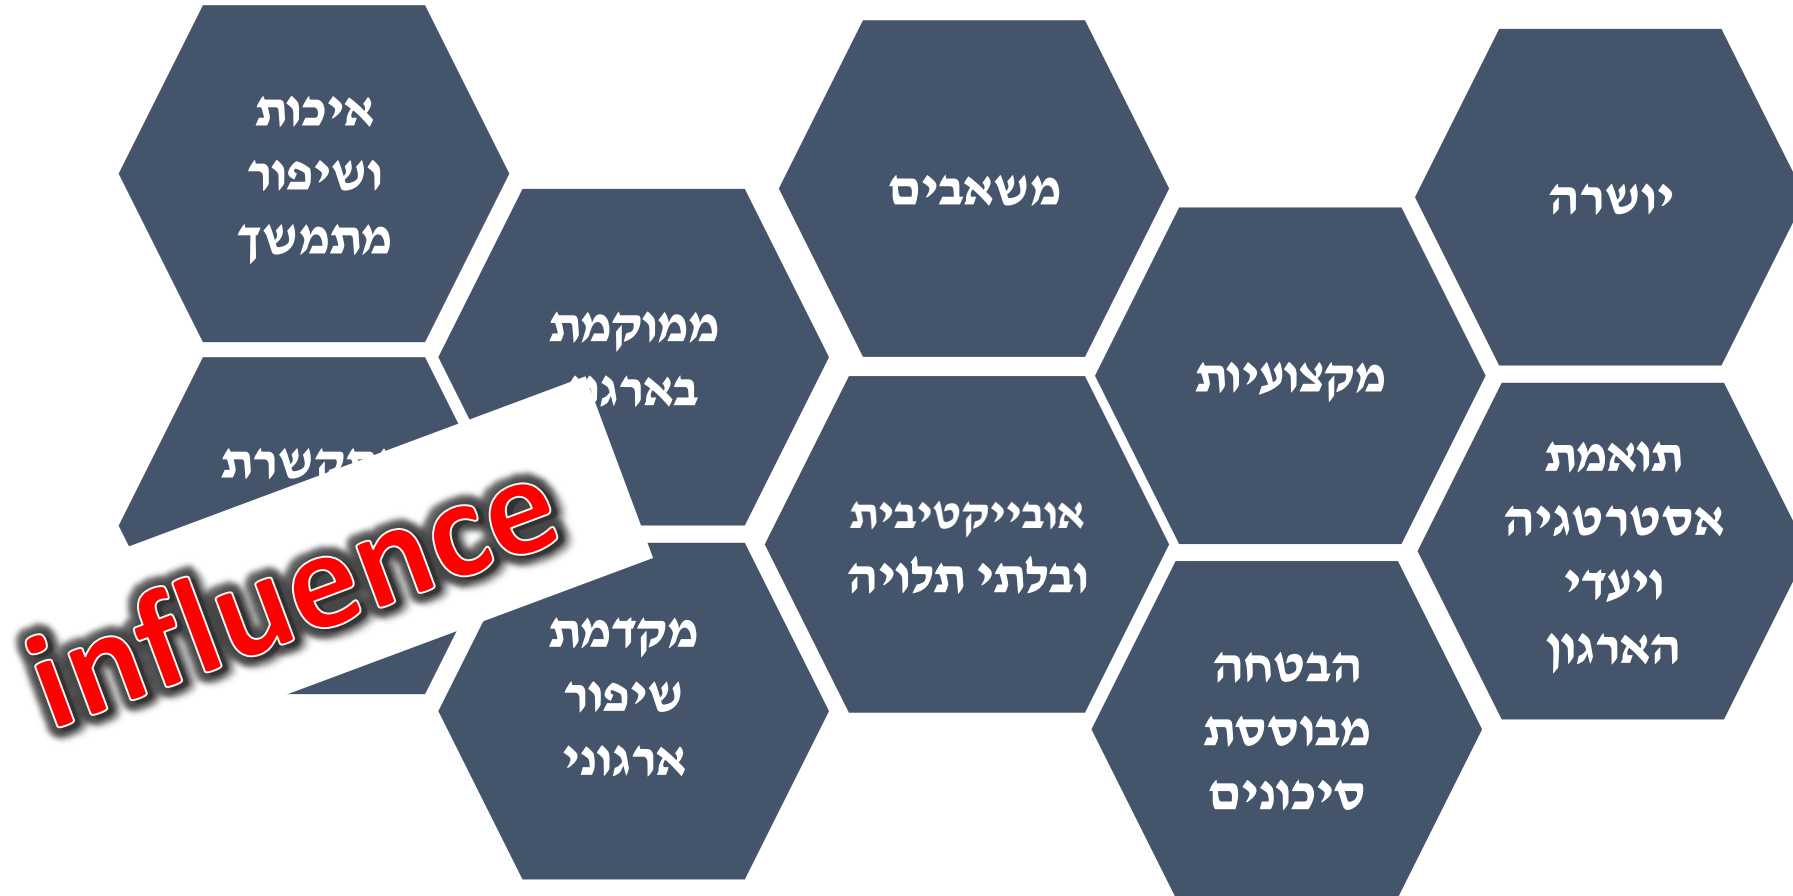 יושרה
תואמת
אסטרטגיה
ויעדי
הארגון
מקצועיות
הבטחה
מבוססת
סיכונים
משאבים
אובייקטיבית
ובלתי תלויה
ממוקמת
מקדמת
שיפור
ארגוני
איכות
ושיפור
מתמשך
influence